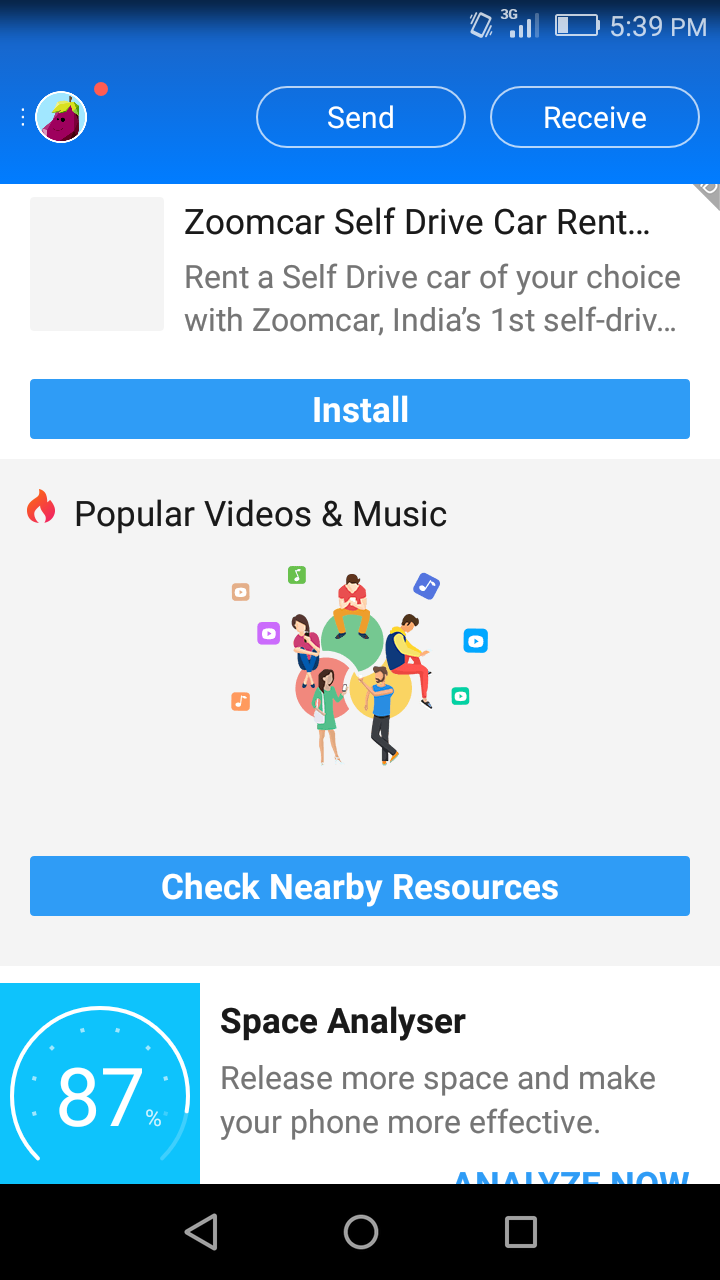 3G 5:39 PM
Send Receive
Zoomcar Self Drive Car Rent…
Rent a Self Drive car of your choice
with Zoomcar, India’s 1st self-driv…
Install
Popular Videos & Music
Check Nearby Resources
Space Analyser
87%
Release more space and make
your phone more effective.
ANALYZE NOW